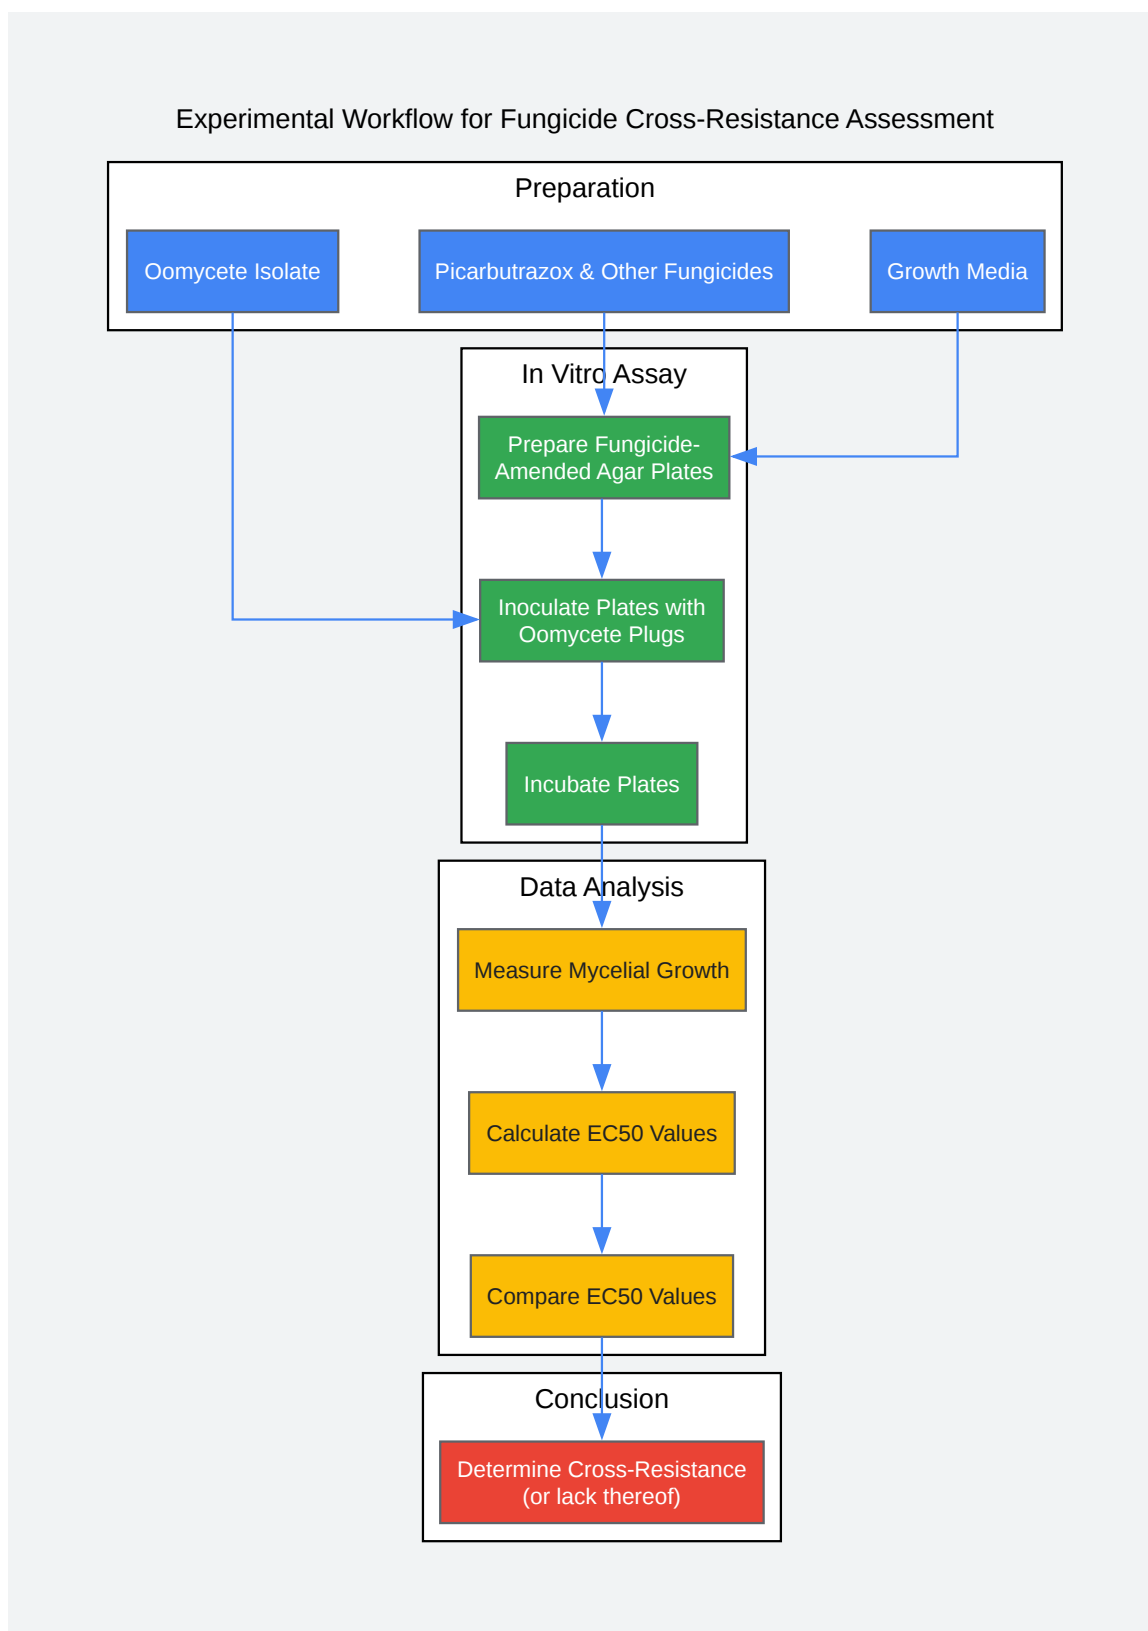 Experimental Workflow for Fungicide Cross-Resistance Assessment
Preparation
Oomycete Isolate
Picarbutrazox & Other Fungicides
Growth Media
In Vitro Assay
Prepare Fungicide-
Amended Agar Plates
Inoculate Plates with
Oomycete Plugs
Incubate Plates
Data Analysis
Measure Mycelial Growth
Calculate EC50 Values
Compare EC50 Values
Conclusion
Determine Cross-Resistance
(or lack thereof)